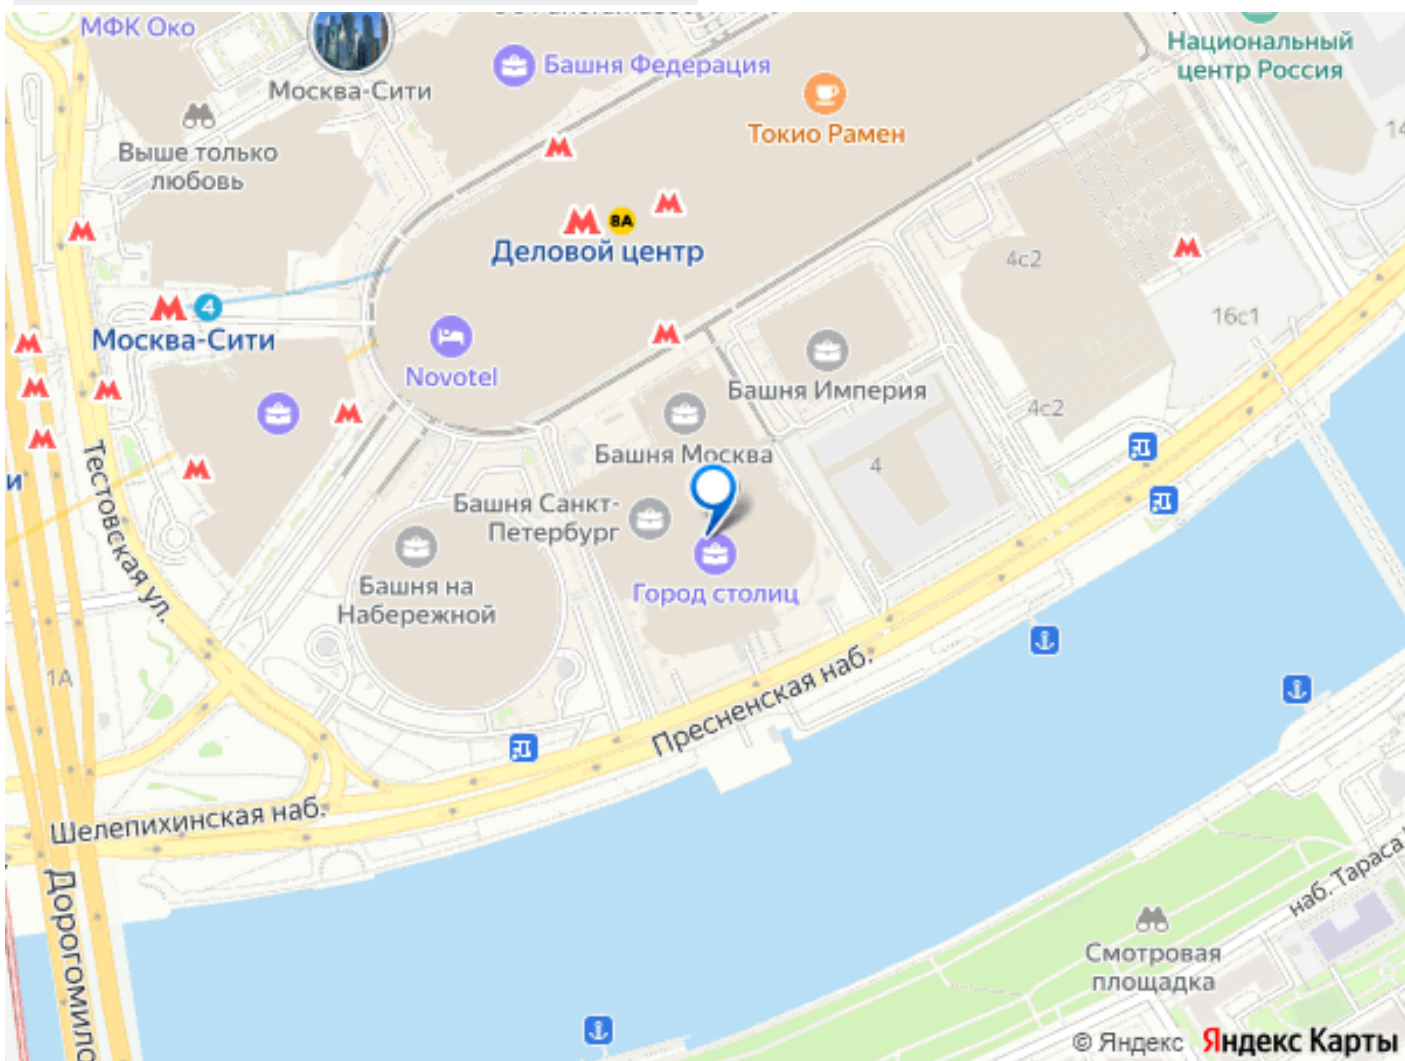 МФК Око
Москва-Сити
Башня Федерация
Национальный
центр Россия
Токио Рамен
Выше только
любовь
14
8А
Деловой центр
4с2
4
Москва-Сити
16с1
Novotel
Башня Империя
4с2
Башня Москва
4
и
Тестовская ул.
Башня Санкт-
Петербург
Башня на
Набережной
Город столиц
1А
Пресненская наб.
Шелепихинская наб.
Дорогомило
наб. Тараса
Смотровая
площадка
© Яндекс Яндекс Карты